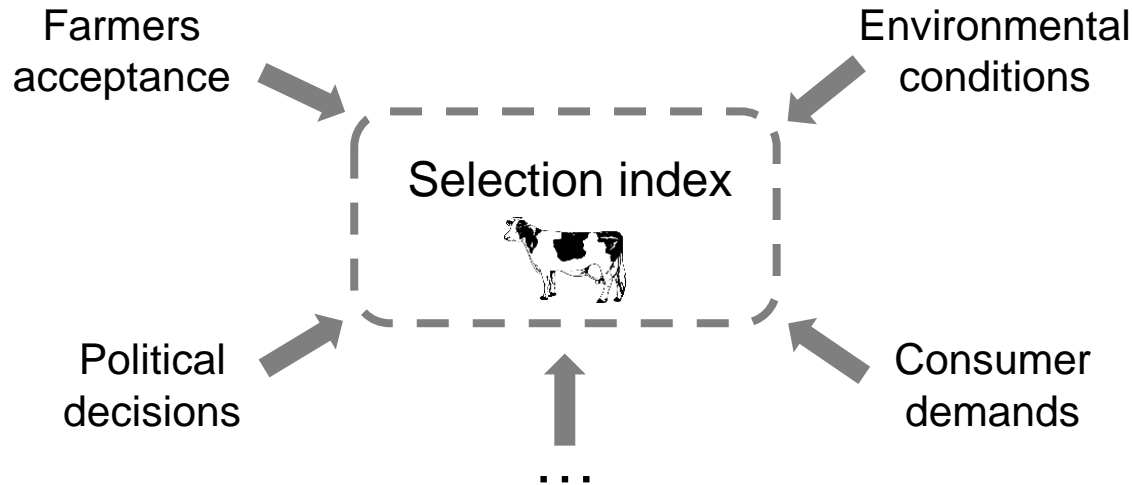 Farmers
acceptance
Environmental
conditions
Selection index
Political
decisions
Consumer
demands
...